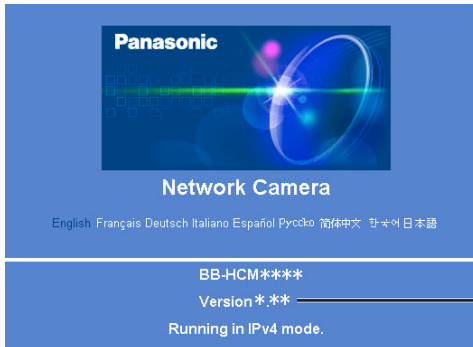 Panasonic
Network Camera
English Français Deutsch Italiano Español Русско 简体中文 한국어 日本語
BB-HCM****
Version*.**
Running in IPv4 mode.